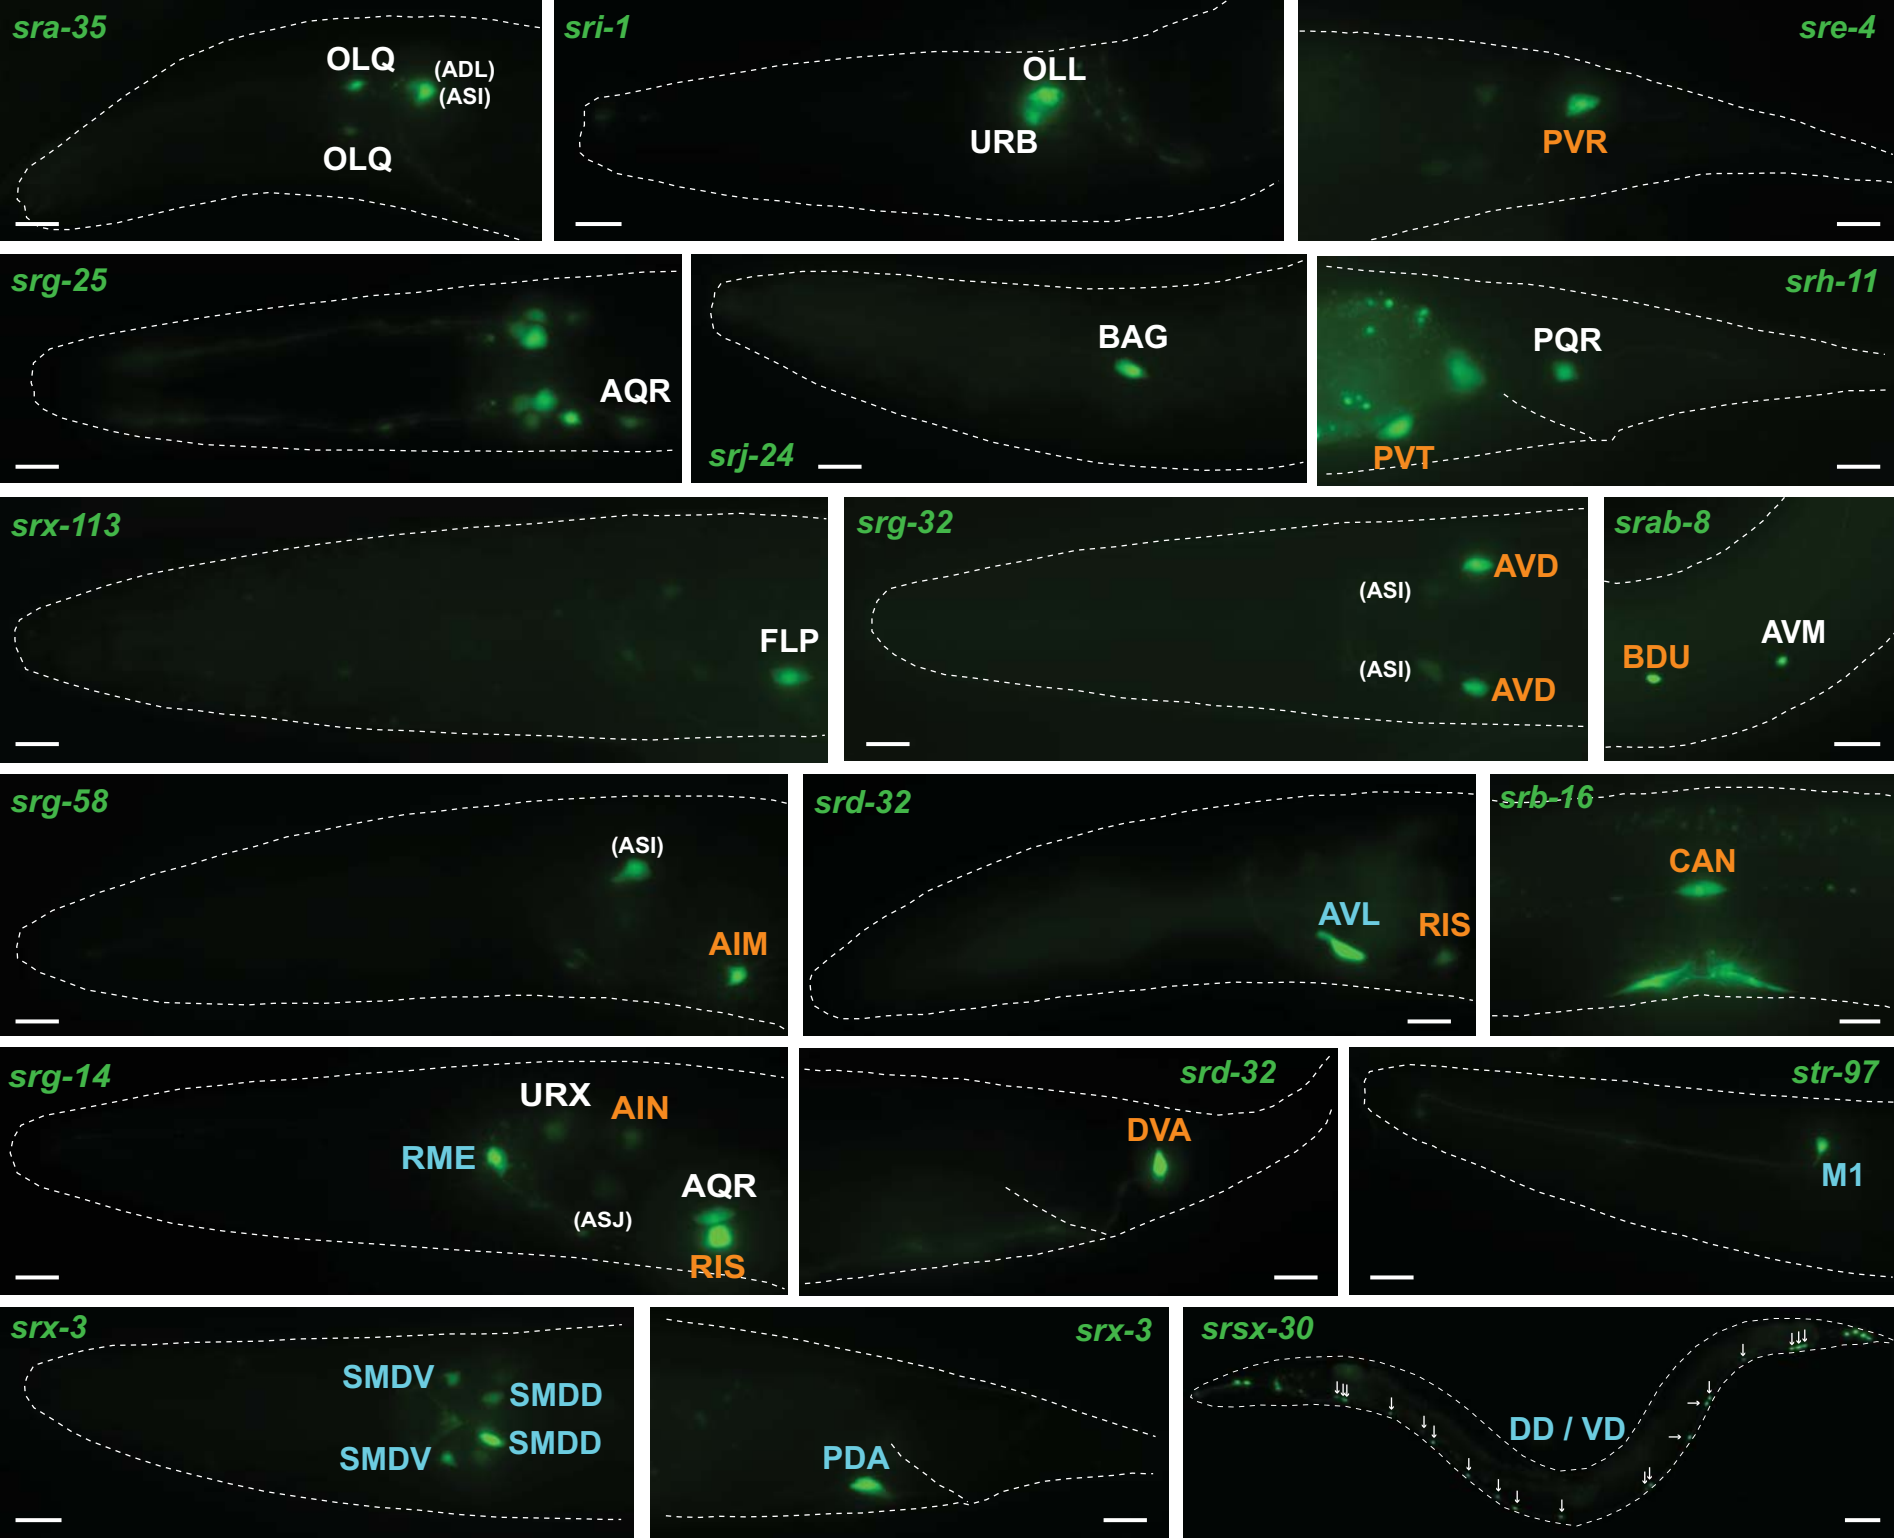 sra-35
OLQ
(ADL)
(ASI)
OLQ
sri-1
OLL
URB
sre-4
PVR
srg-25
AQR
BAG
srj-24
srh-11
PQR
PVT
srx-113
FLP
srg-32
AVD
(ASI)
(ASI)
AVD
srab-8
AVM
BDU
srg-58
(ASI)
AIM
srd-32
AVL
RIS
srb-16
CAN
srg-14
URX
AIN
RME
AQR
(ASJ)
RIS
srd-32
DVA
str-97
M1
srx-3
SMDV
SMDD
SMDD
SMDV
srx-3
PDA
srsx-30
DD / VD